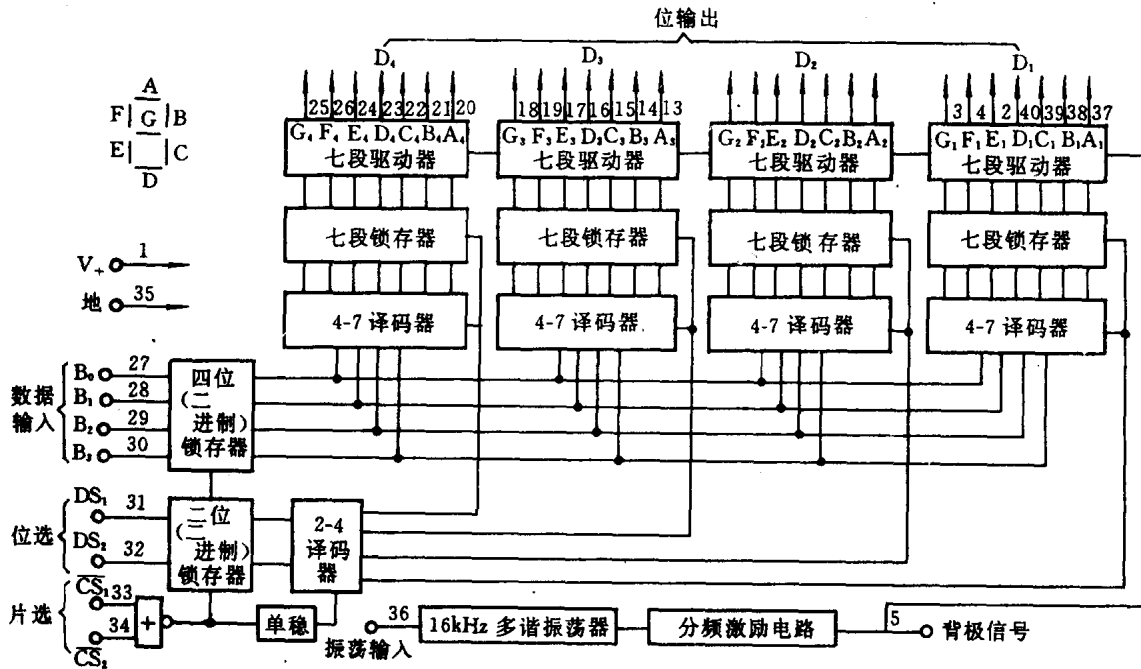 位输出
D₄ D₃ D₂ D₁
25 26 24 23 22 21 20
18 19 17 16 15 14 13
3 4 2 40 39 38 37
A
F G B
E C
D
G₄ F₄ E₄ D₄ C₄ B₄ A₄
七段驱动器
G₃ F₃ E₃ D₃ C₃ B₃ A₃
七段驱动器
G₂ F₁ E₂ D₂ C₂ B₂ A₂
七段驱动器
G₁ F₁ E₁ D₁ C₁ B₁ A₁
七段驱动器
七段锁存器 七段锁存器 七段锁存器 七段锁存器
V₊ 1
地 35
4-7 译码器 4-7 译码器 4-7 译码器 4-7 译码器
数据
输入
B₀ 27
B₁ 28
B₂ 29
B₃ 30
四位
(二
进制)
锁存器
位选
DS₁ 31
DS₂ 32
二位
(二
进制)
锁存器
2-4
译码
器
片选
C̅S̅₁ 33
34
C̅S̅₂
+
单稳
36
振荡输入
16kHz 多谐振荡器
分频激励电路
5
背极信号